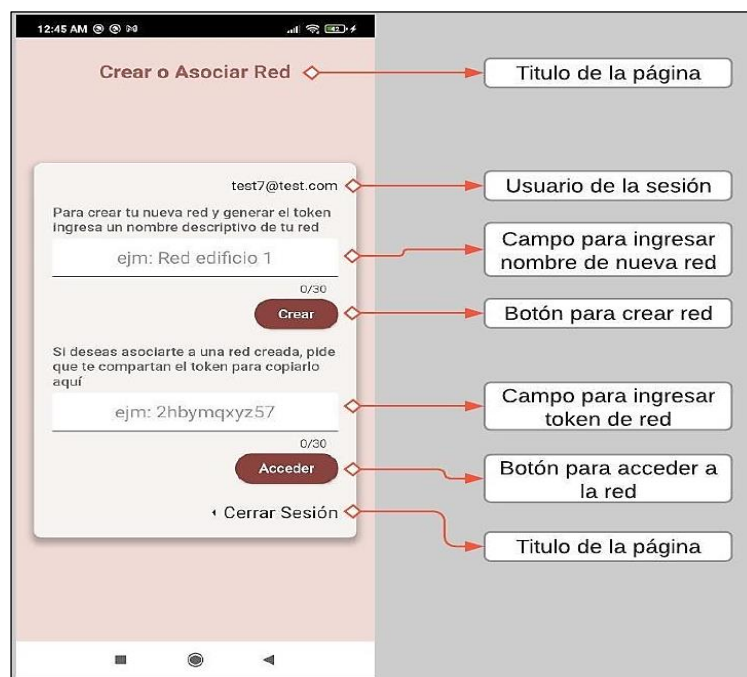 12:45 AM
Crear o Asociar Red
Titulo de la página
test7@test.com
Usuario de la sesión
Para crear tu nueva red y generar el token
ingresa un nombre descriptivo de tu red
ejm: Red edificio 1
Campo para ingresar
nombre de nueva red
0/30
Crear
Botón para crear red
Si deseas asociarte a una red creada, pide
que te compartan el token para copiarlo
aquí
ejm: 2hbymqxyz57
Campo para ingresar
token de red
0/30
Acceder
Botón para acceder a
la red
Cerrar Sesión
Titulo de la página